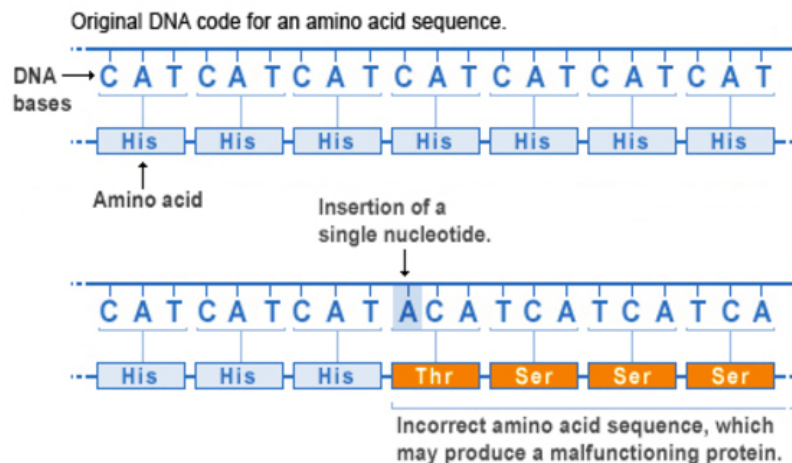 Original DNA code for an amino acid sequence.
DNA bases
C A T C A T C A T C A T C A T C A T C A T
His His His His His His His
Amino acid
Insertion of a
single nucleotide.
C A T C A T C A T A C A T C A T C A T C A
His His His Thr Ser Ser Ser
Incorrect amino acid sequence, which
may produce a malfunctioning protein.